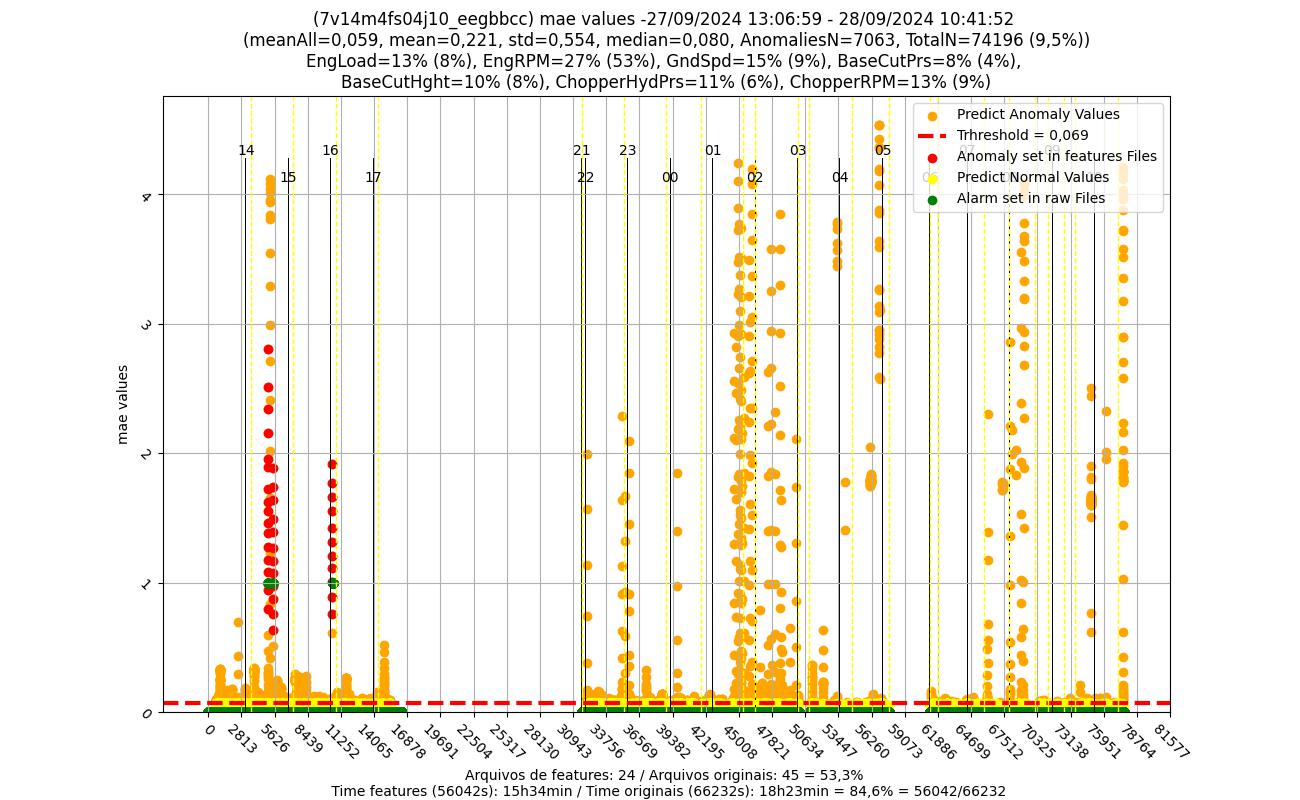 (7v14m4fs04j10_eegbbcc) mae values -27/09/2024 13:06:59 - 28/09/2024 10:41:52
(meanAll=0,059, mean=0,221, std=0,554, median=0,080, AnomaliesN=7063, TotalN=74196 (9,5%))
EngLoad=13% (8%), EngRPM=27% (53%), GndSpd=15% (9%), BaseCutPrs=8% (4%),
BaseCutHght=10% (8%), ChopperHydPrs=11% (6%), ChopperRPM=13% (9%)
Predict Anomaly Values
Trhreshold = 0,069
Anomaly set in features Files
Predict Normal Values
Alarm set in raw Files
14 16 21 23 01 03 05 07 09
15 17 22 00 02 04 06
mae values
4
3
2
1
0
0 2813 5626 8439 11252 14065 16878 19691 22504 25317 28130 30943 33756 36569 39382 42195 45008 47821 50634 53447 56260 59073 61886 64699 67512 70325 73138 75951 78764 81577
Arquivos de features: 24 / Arquivos originais: 45 = 53,3%
Time features (56042s): 15h34min / Time originais (66232s): 18h23min = 84,6% = 56042/66232